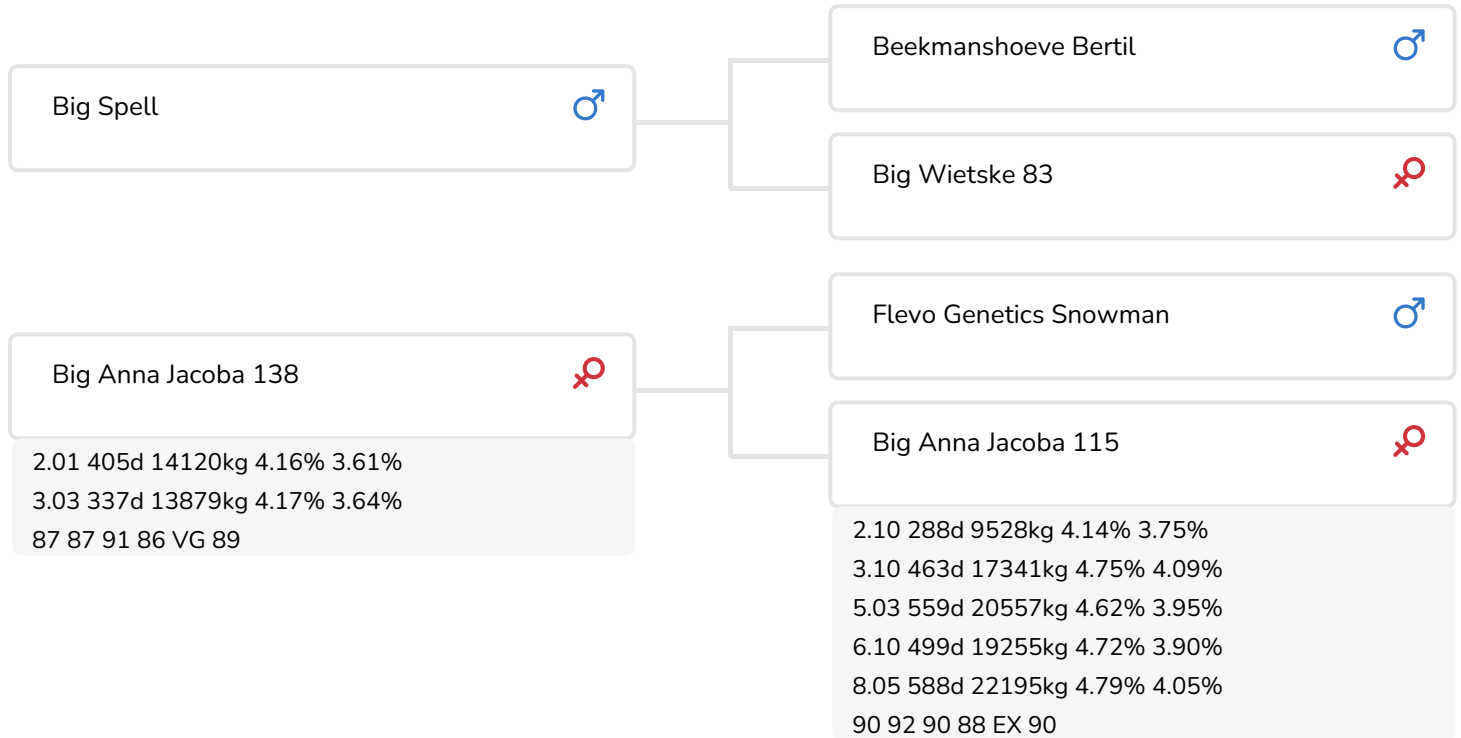 Big Spell
Beekmanshoeve Bertil
Big Wietske 83
Big Anna Jacoba 138
2.01 405d 14120kg 4.16% 3.61%
3.03 337d 13879kg 4.17% 3.64%
87 87 91 86 VG 89
Flevo Genetics Snowman
Big Anna Jacoba 115
2.10 288d 9528kg 4.14% 3.75%
3.10 463d 17341kg 4.75% 4.09%
5.03 559d 20557kg 4.62% 3.95%
6.10 499d 19255kg 4.72% 3.90%
8.05 588d 22195kg 4.79% 4.05%
90 92 90 88 EX 90